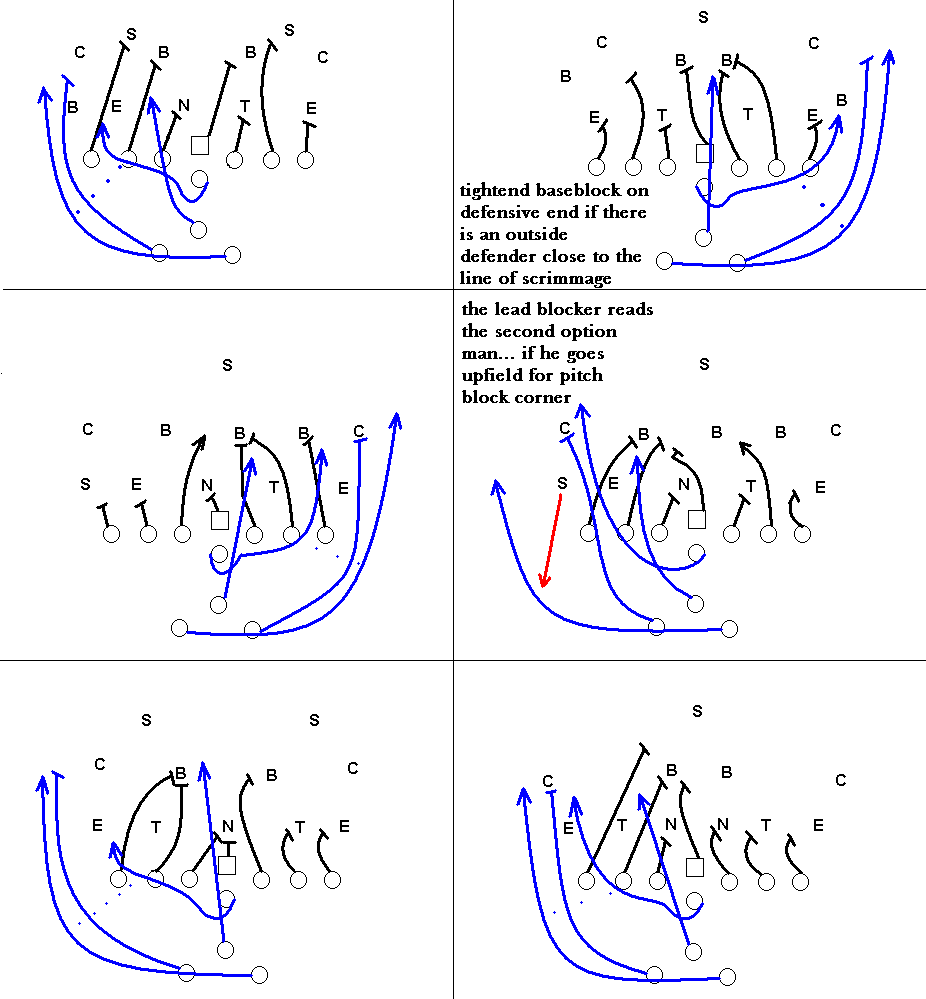 S
S
C
B
B
C
B
E
N
T
E
S
C
C
B
B
B
E
T
T
E
B
tightend baseblock on
defensive end if there
is an outside
defender close to the
line of scrimmage
S
C
B
B
B
C
S
E
N
T
E
the lead blocker reads
the second option
man... if he goes
upfield for pitch
block corner
S
C
B
B
B
C
S
E
N
T
E
S
S
C
B
B
C
E
T
N
T
E
S
C
B
B
C
E
T
N
N
T
E